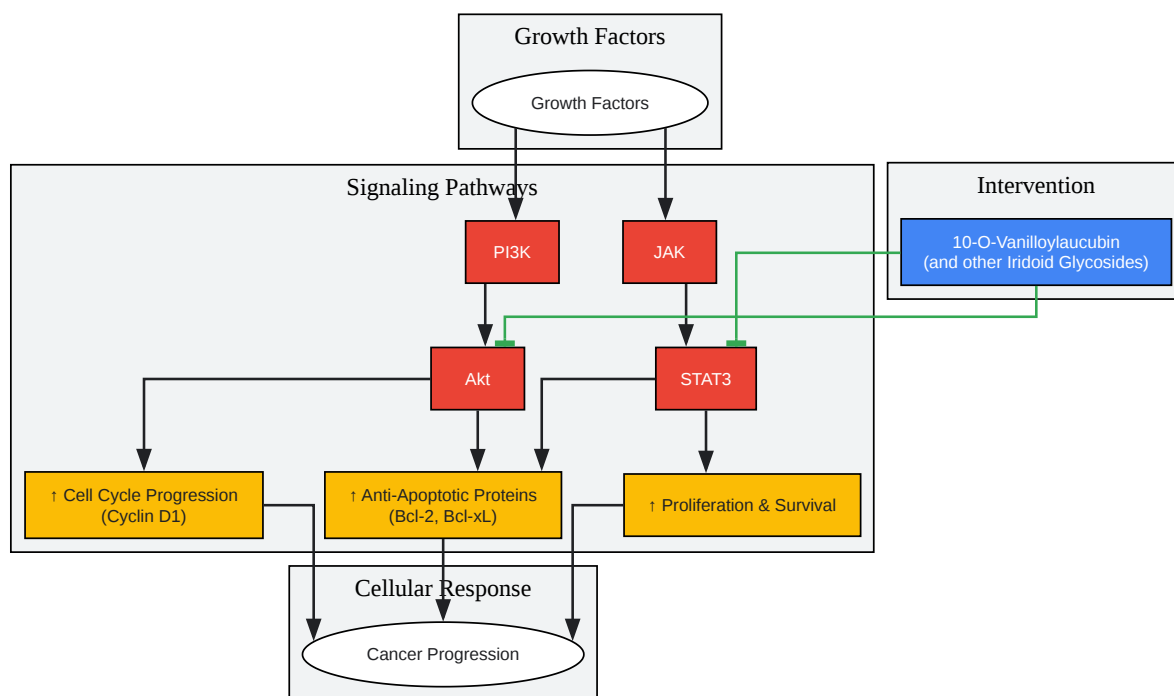 Growth Factors
Growth Factors
Signaling Pathways
Intervention
PI3K
JAK
10-O-Vanilloylaucubin
(and other Iridoid Glycosides)
Akt
STAT3
↑ Cell Cycle Progression
(Cyclin D1)
↑ Anti-Apoptotic Proteins
(Bcl-2, Bcl-xL)
↑ Proliferation & Survival
Cellular Response
Cancer Progression